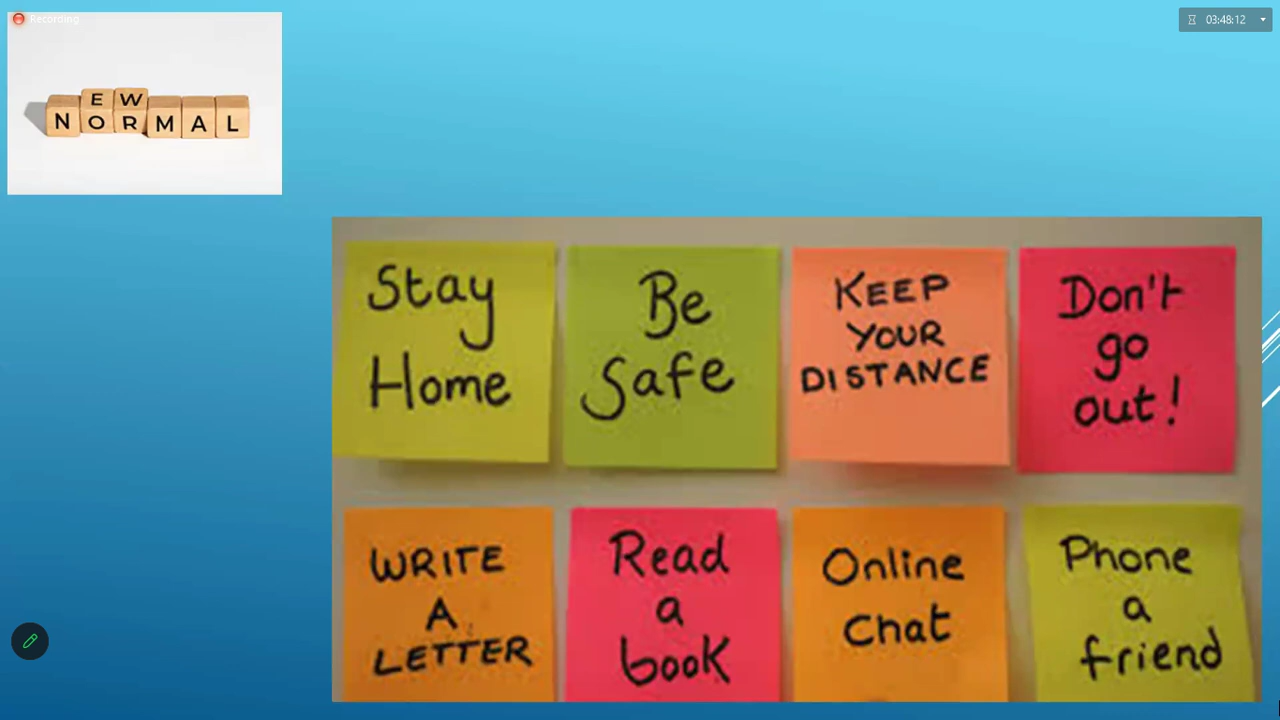 Recording
03:48:12
EW
NORMAL
Stay
Home
Be
Safe
KEEP
YOUR
DISTANCE
Don't
go
out!
WRITE
A
LETTER
Read
a
book
Online
Chat
Phone
a
friend